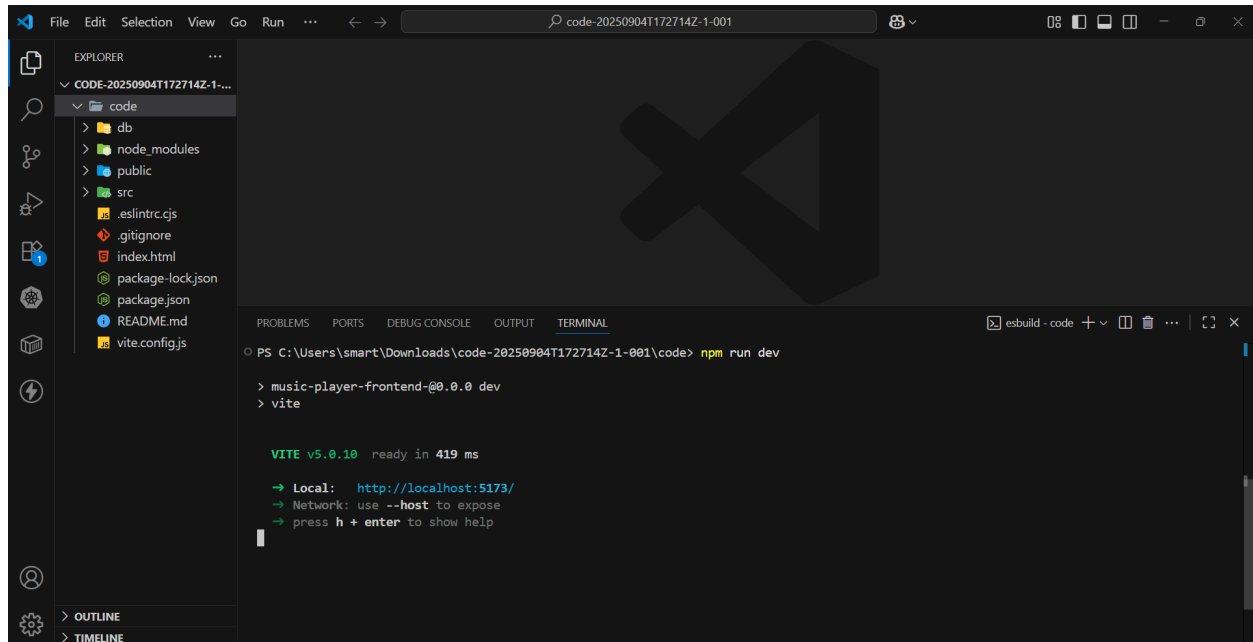 File Edit Selection View Go Run ··· code-20250904T172714Z-1-001
EXPLORER ···
CODE-20250904T172714Z-1-...
code
db
node_modules
public
src
JS .eslintrc.cjs
.gitignore
index.html
package-lock.json
package.json
README.md
JS vite.config.js
OUTLINE
TIMELINE
1
PROBLEMS PORTS DEBUG CONSOLE OUTPUT TERMINAL esbuild - code
PS C:\Users\smart\Downloads\code-20250904T172714Z-1-001\code> npm run dev
> music-player-frontend-@0.0.0 dev
> vite
VITE v5.0.10 ready in 419 ms
➜ Local: http://localhost:5173/
➜ Network: use --host to expose
➜ press h + enter to show help